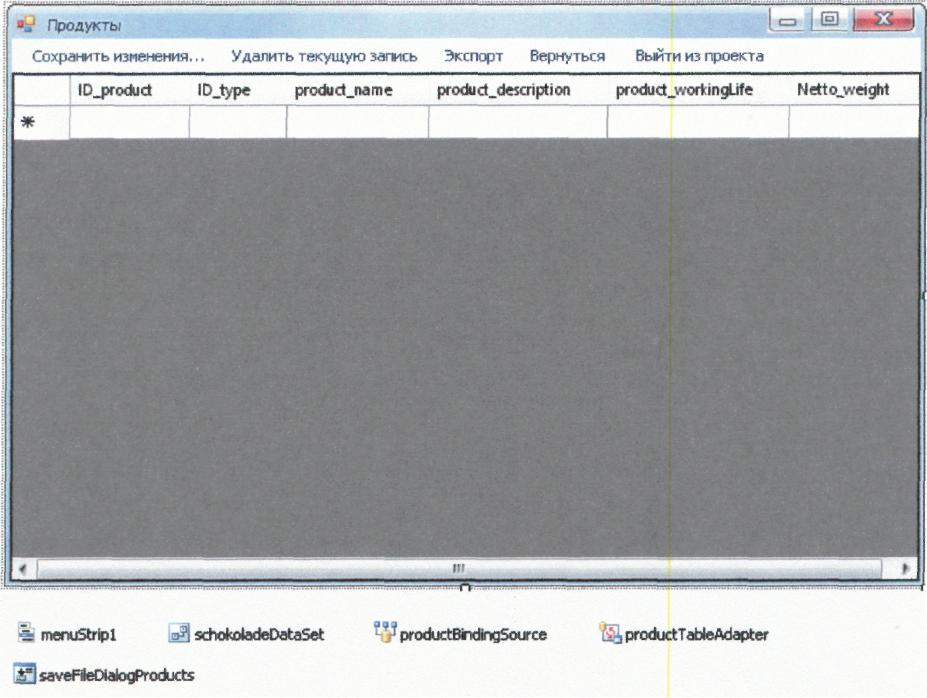 Продукты
Сохранить изменения... Удалить текущую запись Экспорт Вернуться Выйти из проекта
ID_product ID_type product_name product_description product_workingLife Netto_weight
menuStrip1 schokoladeDataSet productBindingSource productTableAdapter
saveFileDialogProducts